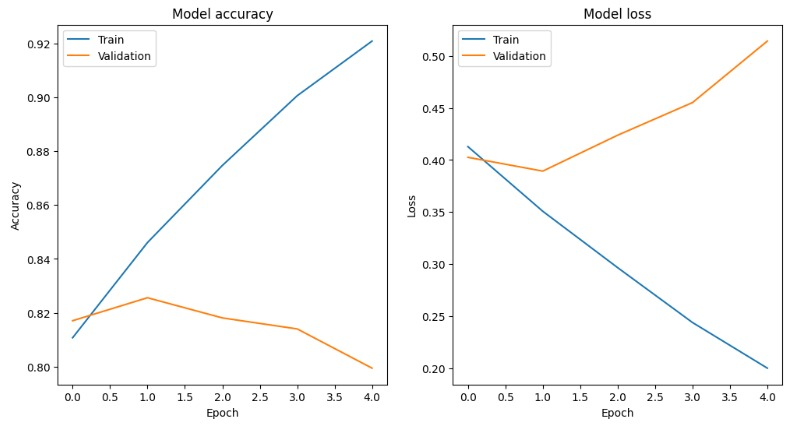 Model accuracy
Train
Validation
0.92
0.90
0.88
0.86
0.84
0.82
0.80
Accuracy
0.0 0.5 1.0 1.5 2.0 2.5 3.0 3.5 4.0
Epoch
Model loss
Train
Validation
0.50
0.45
0.40
0.35
0.30
0.25
0.20
Loss
0.0 0.5 1.0 1.5 2.0 2.5 3.0 3.5 4.0
Epoch